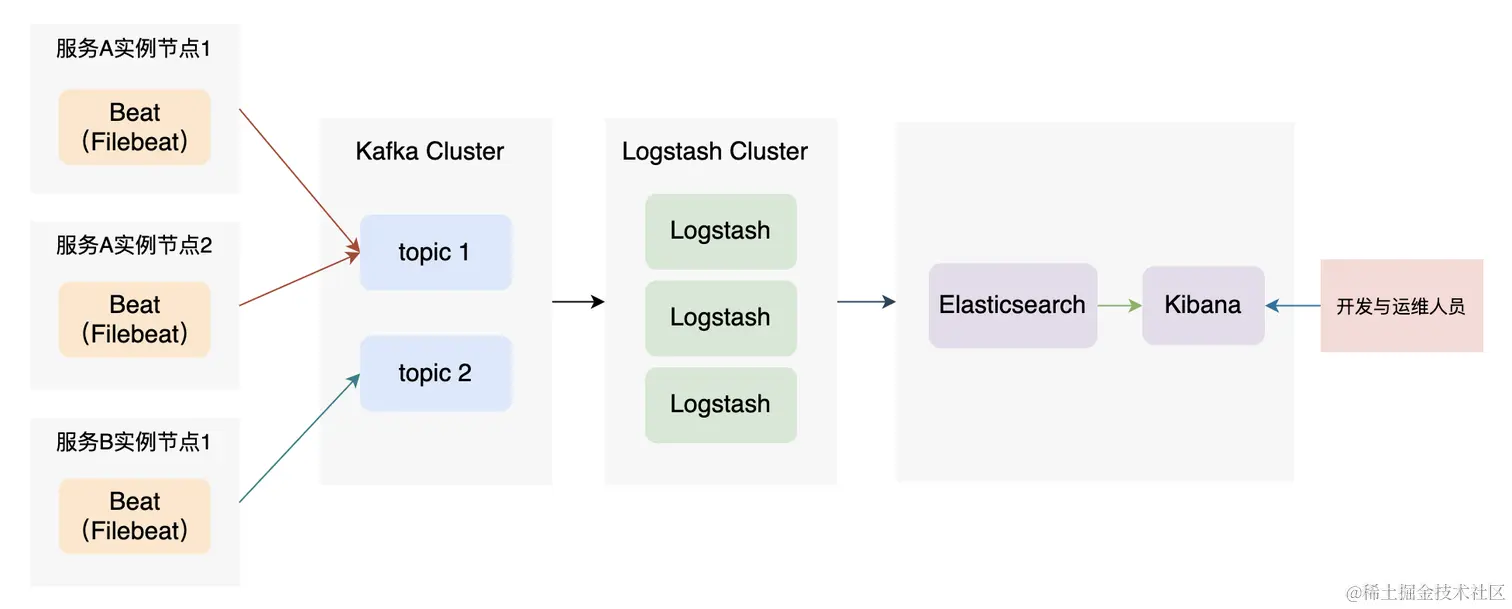 服务A实例节点1
Beat
（Filebeat）
服务A实例节点2
Beat
（Filebeat）
服务B实例节点1
Beat
（Filebeat）
Kafka Cluster
topic 1
topic 2
Logstash Cluster
Logstash
Logstash
Logstash
Elasticsearch
Kibana
开发与运维人员
@稀土掘金技术社区